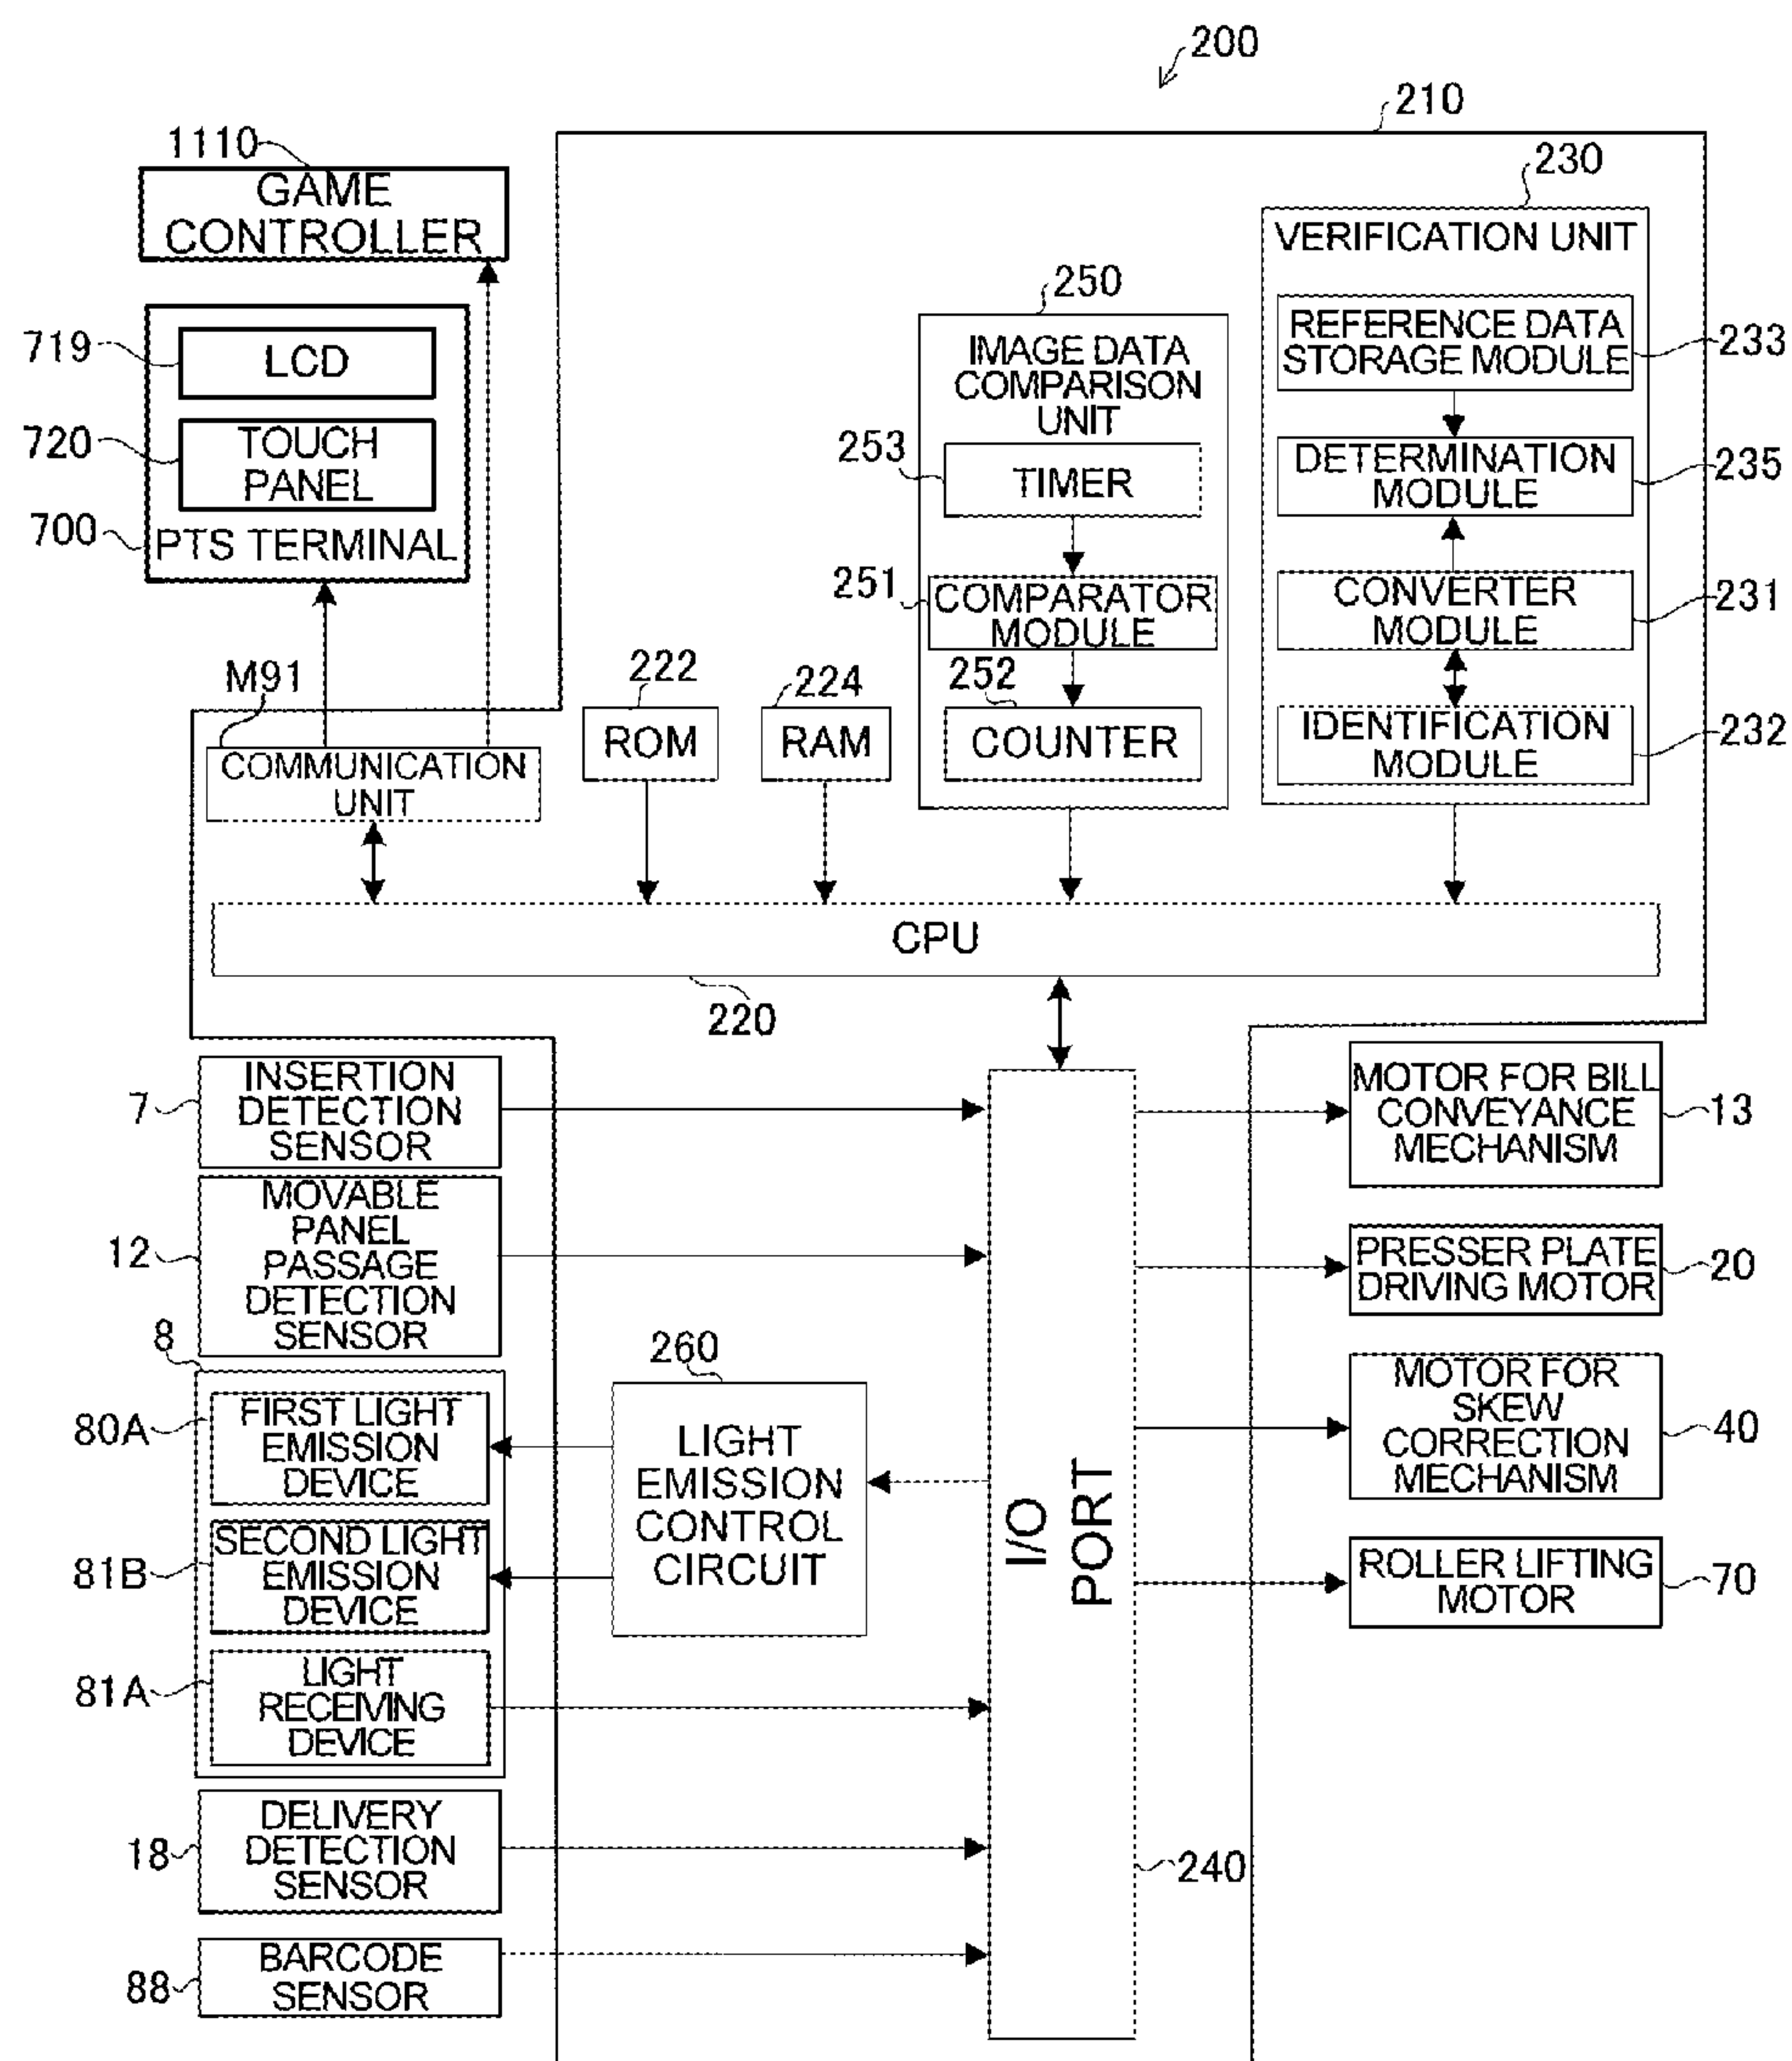 200
210
1110
GAME
CONTROLLER
230
VERIFICATION UNIT
250
REFERENCE DATA
STORAGE MODULE
233
719
LCD
IMAGE DATA
COMPARISON
UNIT
720
TOUCH
PANEL
253
TIMER
DETERMINATION
MODULE
235
700
PTS TERMINAL
251
COMPARATOR
MODULE
CONVERTER
MODULE
231
M91
222
224
252
ROM
RAM
COUNTER
IDENTIFICATION
MODULE
232
COMMUNICATION
UNIT
CPU
220
7
INSERTION
DETECTION
SENSOR
MOTOR FOR BILL
CONVEYANCE
MECHANISM
13
12
MOVABLE
PANEL
PASSAGE
DETECTION
SENSOR
PRESSER PLATE
DRIVING MOTOR
20
8
260
80A
FIRST LIGHT
EMISSION
DEVICE
LIGHT
EMISSION
CONTROL
CIRCUIT
I/O
PORT
MOTOR FOR
SKEW
CORRECTION
MECHANISM
40
81B
SECOND LIGHT
EMISSION
DEVICE
ROLLER LIFTING
MOTOR
70
81A
LIGHT
RECEIVING
DEVICE
18
DELIVERY
DETECTION
SENSOR
240
88
BARCODE
SENSOR